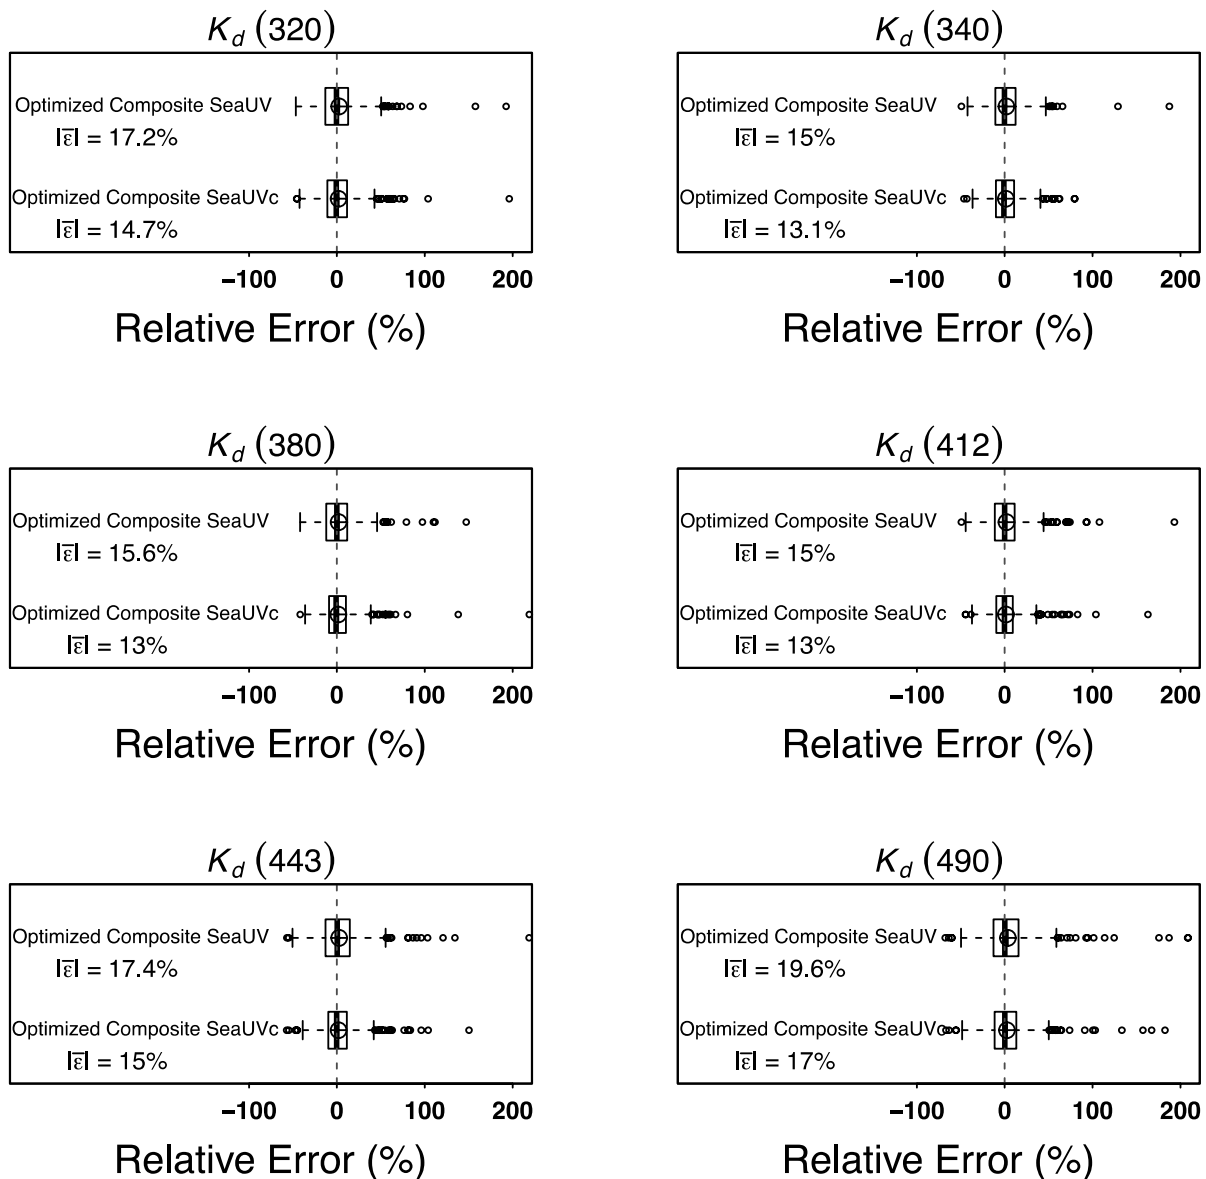 K_d (320)
Optimized Composite SeaUV
|ε̅| = 17.2%
Optimized Composite SeaUVc
|ε̅| = 14.7%
−100 0 100 200
Relative Error (%)
K_d (340)
Optimized Composite SeaUV
|ε̅| = 15%
Optimized Composite SeaUVc
|ε̅| = 13.1%
−100 0 100 200
Relative Error (%)
K_d (380)
Optimized Composite SeaUV
|ε̅| = 15.6%
Optimized Composite SeaUVc
|ε̅| = 13%
−100 0 100 200
Relative Error (%)
K_d (412)
Optimized Composite SeaUV
|ε̅| = 15%
Optimized Composite SeaUVc
|ε̅| = 13%
−100 0 100 200
Relative Error (%)
K_d (443)
Optimized Composite SeaUV
|ε̅| = 17.4%
Optimized Composite SeaUVc
|ε̅| = 15%
−100 0 100 200
Relative Error (%)
K_d (490)
Optimized Composite SeaUV
|ε̅| = 19.6%
Optimized Composite SeaUVc
|ε̅| = 17%
−100 0 100 200
Relative Error (%)